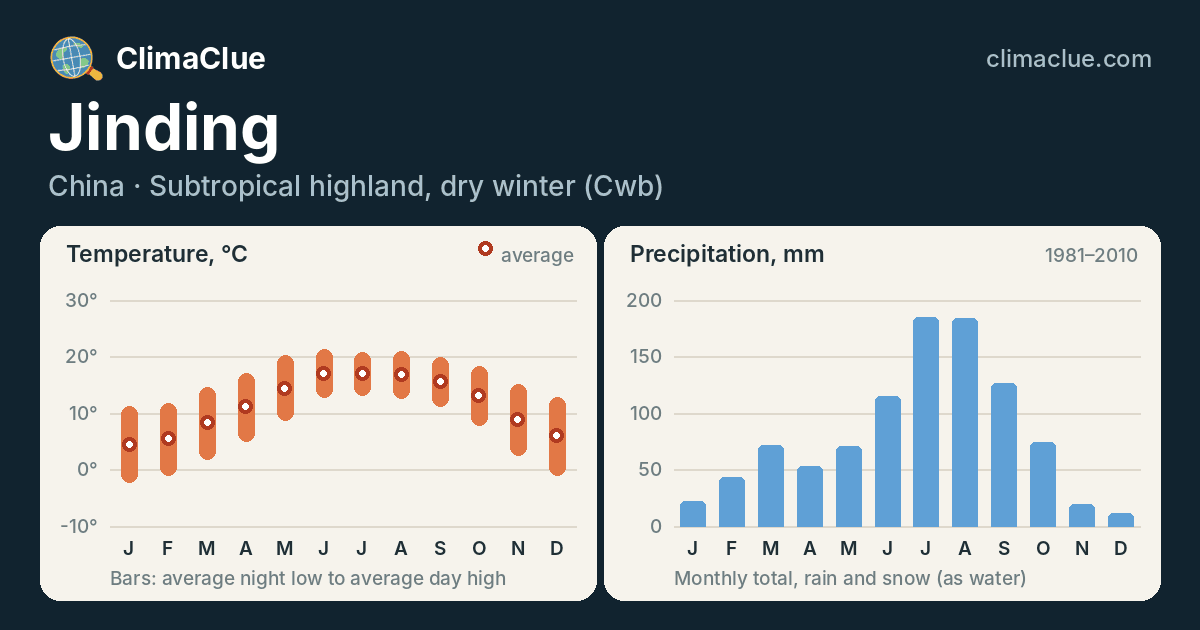 ClimaClue
climaclue.com
Jinding
China · Subtropical highland, dry winter (Cwb)
Temperature, °C
average
30°
20°
10°
0°
-10°
J F M A M J J A S O N D
Bars: average night low to average day high
Precipitation, mm
1981–2010
200
150
100
50
0
J F M A M J J A S O N D
Monthly total, rain and snow (as water)